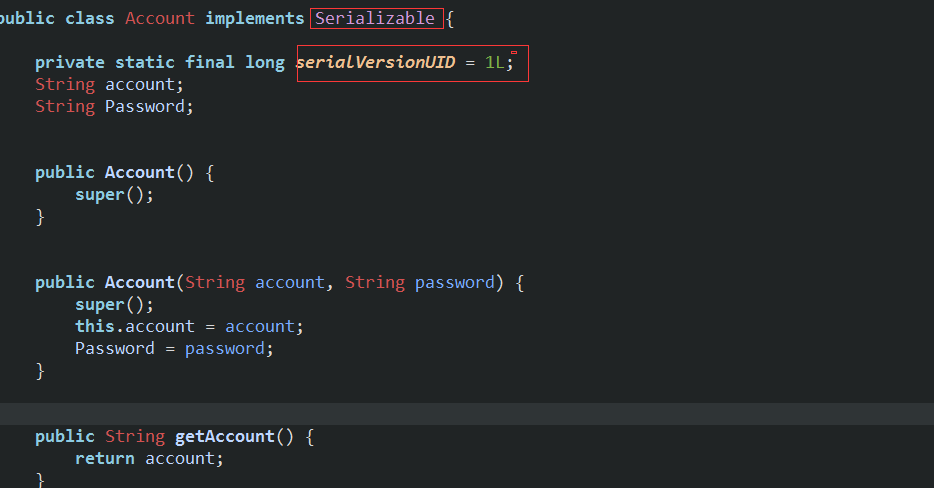 public class Account implements Serializable {
private static final long serialVersionUID = 1L;
String account;
String Password;
public Account() {
super();
}
public Account(String account, String password) {
super();
this.account = account;
Password = password;
}
public String getAccount() {
return account;
}